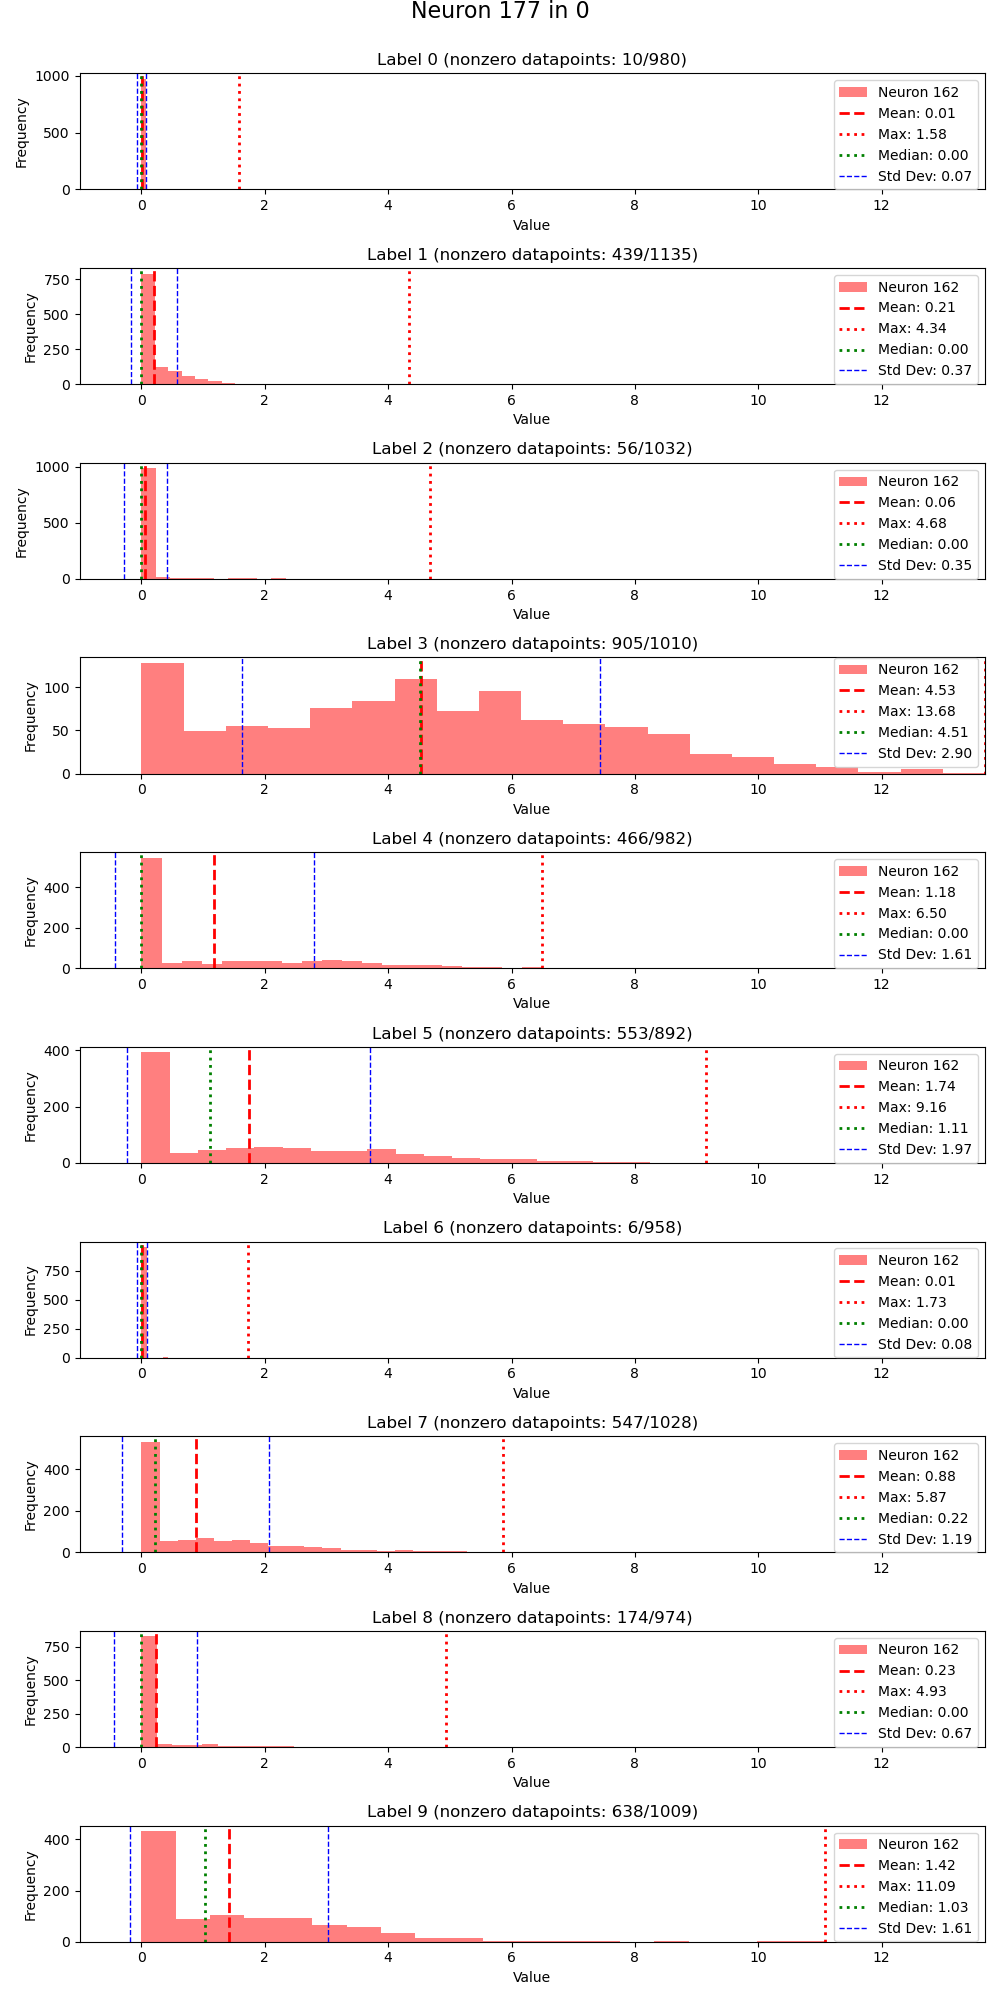 Neuron 177 in 0
Label 0 (nonzero datapoints: 10/980)
Frequency
1000
500
0
Neuron 162
Mean: 0.01
Max: 1.58
Median: 0.00
Std Dev: 0.07
0 2 4 6 8 10 12
Value
Label 1 (nonzero datapoints: 439/1135)
Frequency
750
500
250
0
Neuron 162
Mean: 0.21
Max: 4.34
Median: 0.00
Std Dev: 0.37
0 2 4 6 8 10 12
Value
Label 2 (nonzero datapoints: 56/1032)
Frequency
1000
500
0
Neuron 162
Mean: 0.06
Max: 4.68
Median: 0.00
Std Dev: 0.35
0 2 4 6 8 10 12
Value
Label 3 (nonzero datapoints: 905/1010)
Frequency
100
50
0
Neuron 162
Mean: 4.53
Max: 13.68
Median: 4.51
Std Dev: 2.90
0 2 4 6 8 10 12
Value
Label 4 (nonzero datapoints: 466/982)
Frequency
400
200
0
Neuron 162
Mean: 1.18
Max: 6.50
Median: 0.00
Std Dev: 1.61
0 2 4 6 8 10 12
Value
Label 5 (nonzero datapoints: 553/892)
Frequency
400
200
0
Neuron 162
Mean: 1.74
Max: 9.16
Median: 1.11
Std Dev: 1.97
0 2 4 6 8 10 12
Value
Label 6 (nonzero datapoints: 6/958)
Frequency
750
500
250
0
Neuron 162
Mean: 0.01
Max: 1.73
Median: 0.00
Std Dev: 0.08
0 2 4 6 8 10 12
Value
Label 7 (nonzero datapoints: 547/1028)
Frequency
400
200
0
Neuron 162
Mean: 0.88
Max: 5.87
Median: 0.22
Std Dev: 1.19
0 2 4 6 8 10 12
Value
Label 8 (nonzero datapoints: 174/974)
Frequency
750
500
250
0
Neuron 162
Mean: 0.23
Max: 4.93
Median: 0.00
Std Dev: 0.67
0 2 4 6 8 10 12
Value
Label 9 (nonzero datapoints: 638/1009)
Frequency
400
200
0
Neuron 162
Mean: 1.42
Max: 11.09
Median: 1.03
Std Dev: 1.61
0 2 4 6 8 10 12
Value